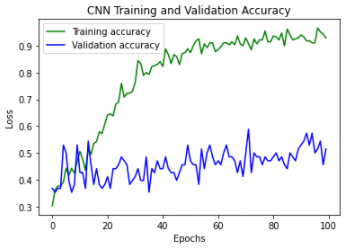 CNN Training and Validation Accuracy
Training accuracy
Validation accuracy
Loss
0.9
0.8
0.7
0.6
0.5
0.4
0.3
0 20 40 60 80 100
Epochs